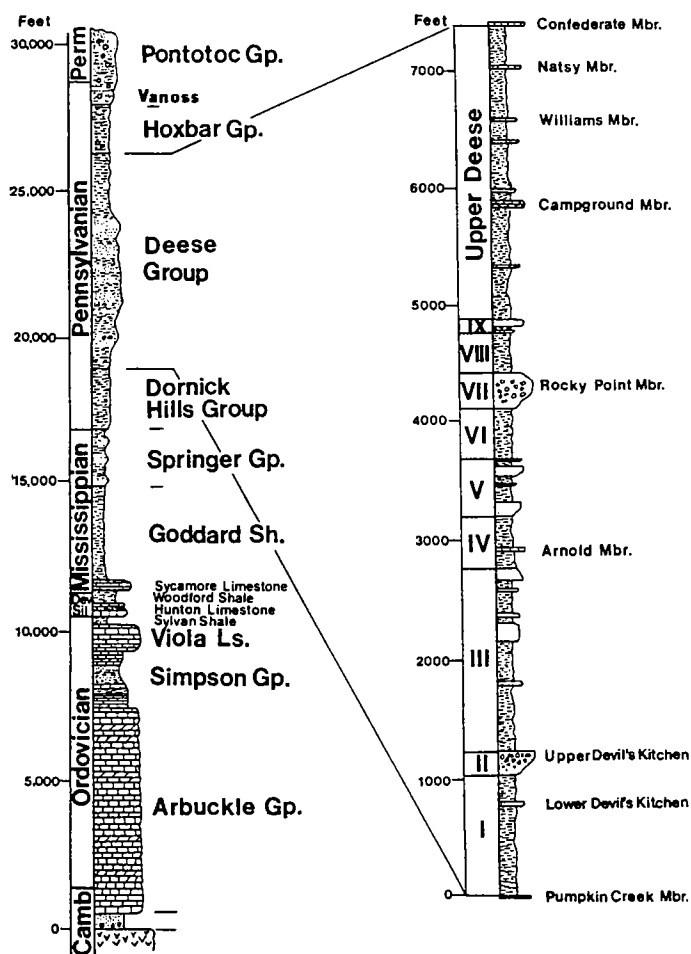 Feet
30,000
25,000
20,000
15,000
10,000
5,000
0
Perm
Pennsylvanian
Mississippian
Dev
Sil
Ordovician
Camb
Pontotoc Gp.
Vanoss
Hoxbar Gp.
Deese
Group
Dornick
Hills Group
Springer Gp.
Goddard Sh.
Sycamore Limestone
Woodford Shale
Hunton Limestone
Sylvan Shale
Viola Ls.
Simpson Gp.
Arbuckle Gp.
Feet
7000
6000
5000
4000
3000
2000
1000
0
Upper Deese
IX
VIII
VII
VI
V
IV
III
II
I
Confederate Mbr.
Natsy Mbr.
Williams Mbr.
Campground Mbr.
Rocky Point Mbr.
Arnold Mbr.
Upper Devil's Kitchen
Lower Devil's Kitchen
Pumpkin Creek Mbr.